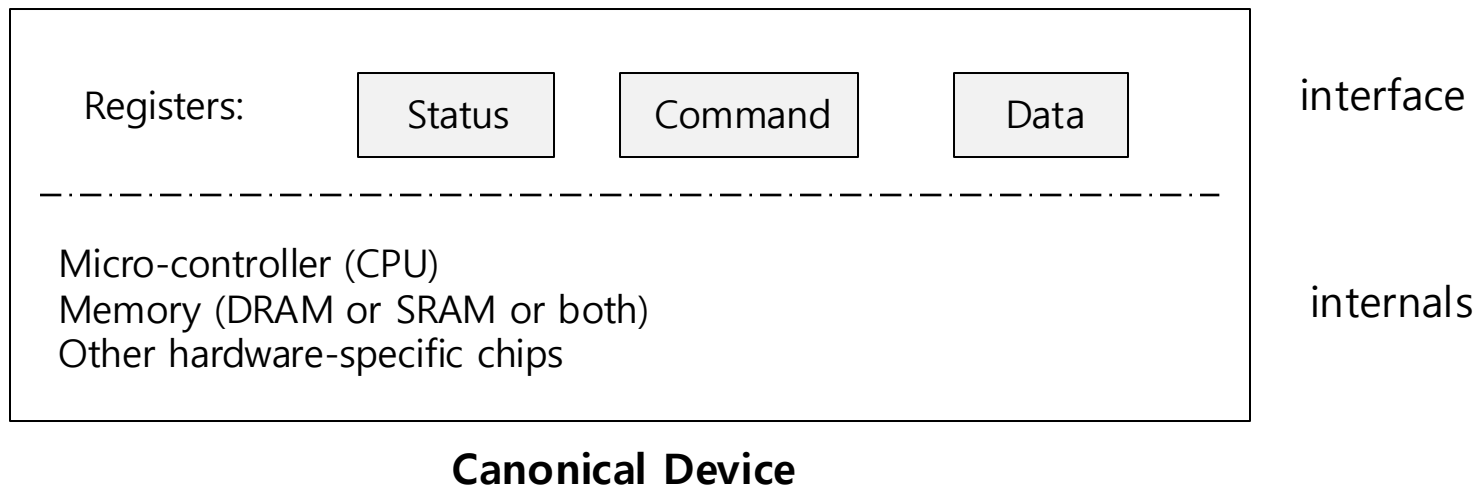 Registers:
Status
Command
Data
interface
Micro-controller (CPU)
Memory (DRAM or SRAM or both)
Other hardware-specific chips
internals
Canonical Device